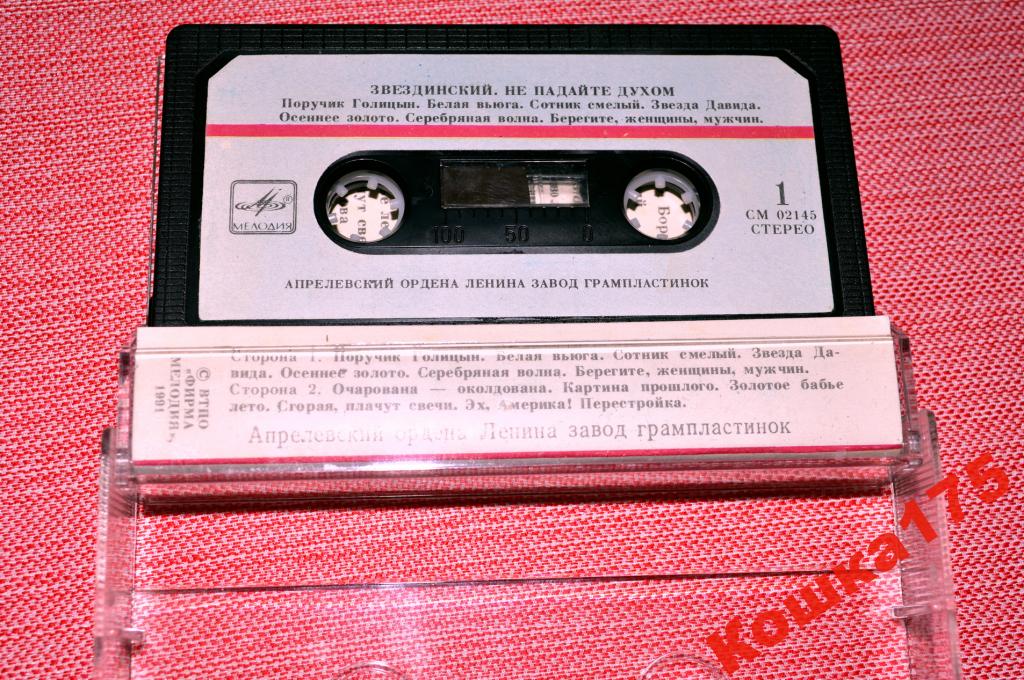 ЗВЕЗДИНСКИЙ. НЕ ПАДАЙТЕ ДУХОМ
Поручик Голицын. Белая вьюга. Сотник смелый. Звезда Давида.
Осеннее золото. Серебряная волна. Берегите, женщины, мужчин.
МЕЛОДИЯ ®
1
СМ 02145
СТЕРЕО
100 50 0
АПРЕЛЕВСКИЙ ОРДЕНА ЛЕНИНА ЗАВОД ГРАМПЛАСТИНОК
© ВТПО
«ФИРМА
МЕЛОДИЯ»,
1991
Сторона 1. Поручик Голицын. Белая вьюга. Сотник смелый. Звезда Да-
вида. Осеннее золото. Серебряная волна. Берегите, женщины, мужчин.
Сторона 2. Очарована — околдована. Картина прошлого. Золотое бабье
лето. Сгорая, плачут свечи. Эх, Америка! Перестройка.
Апрелевский ордена Ленина завод грампластинок
кошка175